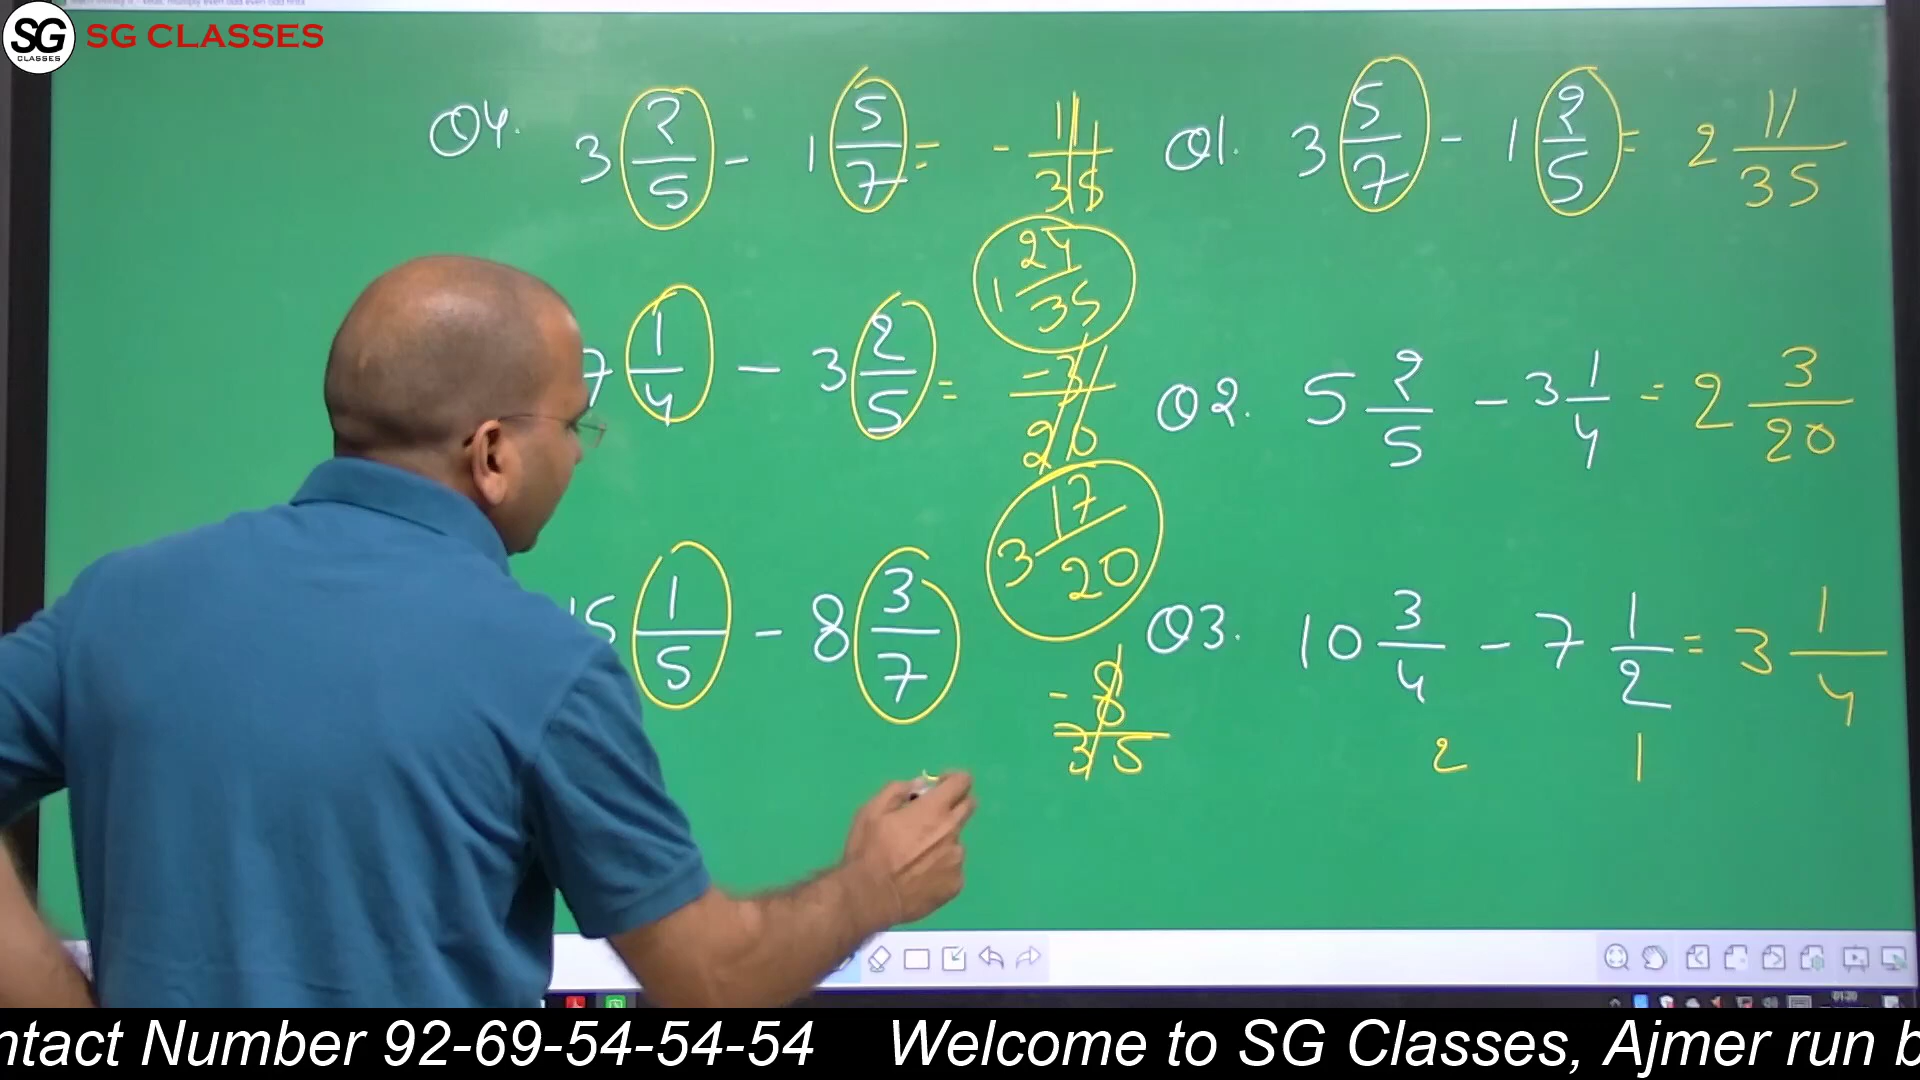 SG CLASSES
SG
CLASSES
Q4. 3 2/5 - 1 5/7 = - 11/35
1 24/35
7 1/4 - 3 2/5 = -3/20
3 17/20
15 1/5 - 8 3/7
- 8/35
Q1. 3 5/7 - 1 2/5 = 2 11/35
Q2. 5 2/5 - 3 1/4 = 2 3/20
Q3. 10 3/4 - 7 1/2 = 3 1/4
2 1
ntact Number 92-69-54-54-54 Welcome to SG Classes, Ajmer run b